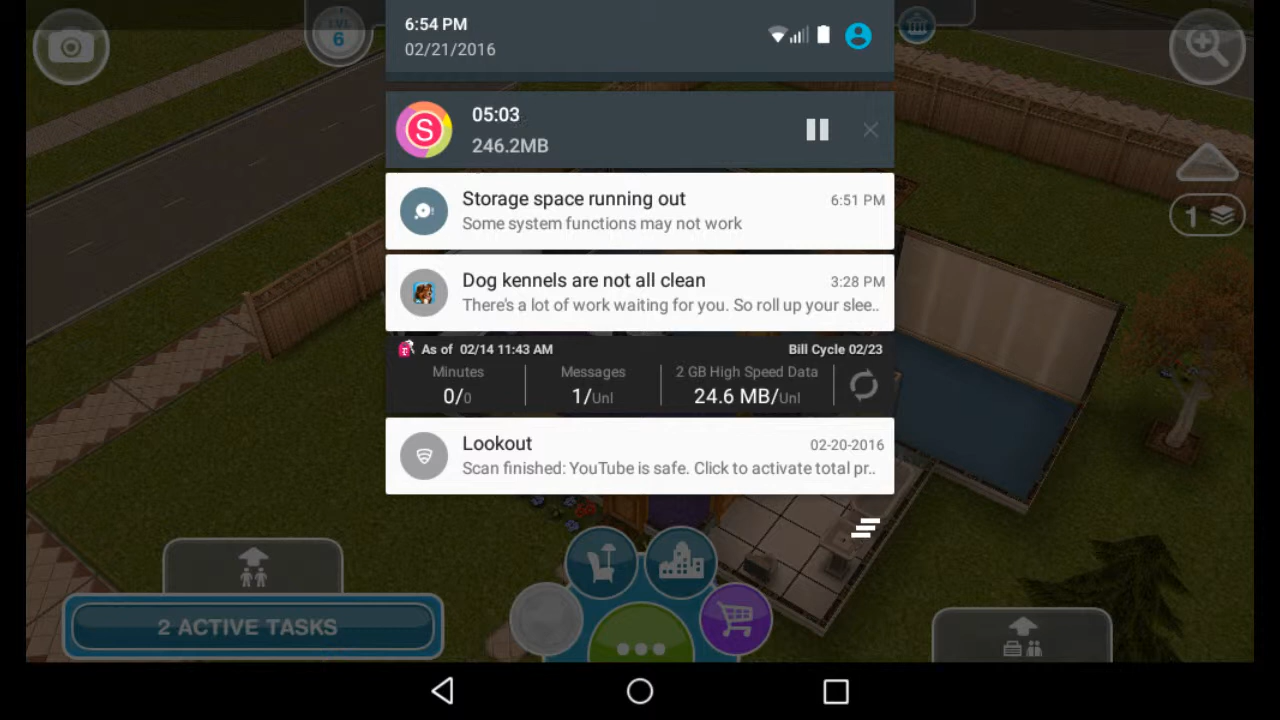 6:54 PM
02/21/2016
LVL
6
S
05:03
246.2MB
Storage space running out
6:51 PM
Some system functions may not work
Dog kennels are not all clean
3:28 PM
There's a lot of work waiting for you. So roll up your slee..
As of 02/14 11:43 AM
Bill Cycle 02/23
Minutes
Messages
2 GB High Speed Data
0/0
1/Unl
24.6 MB/Unl
Lookout
02-20-2016
Scan finished: YouTube is safe. Click to activate total pr..
1
2 ACTIVE TASKS